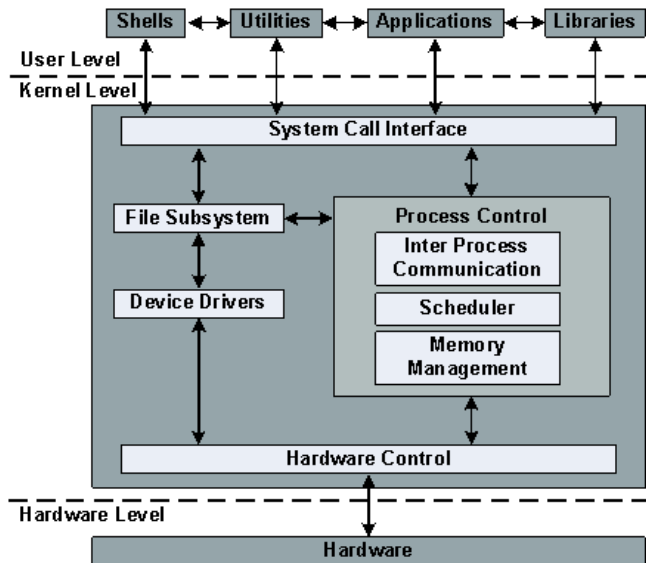 Shells
Utilities
Applications
Libraries
User Level
Kernel Level
System Call Interface
File Subsystem
Process Control
Inter Process
Communication
Device Drivers
Scheduler
Memory
Management
Hardware Control
Hardware Level
Hardware